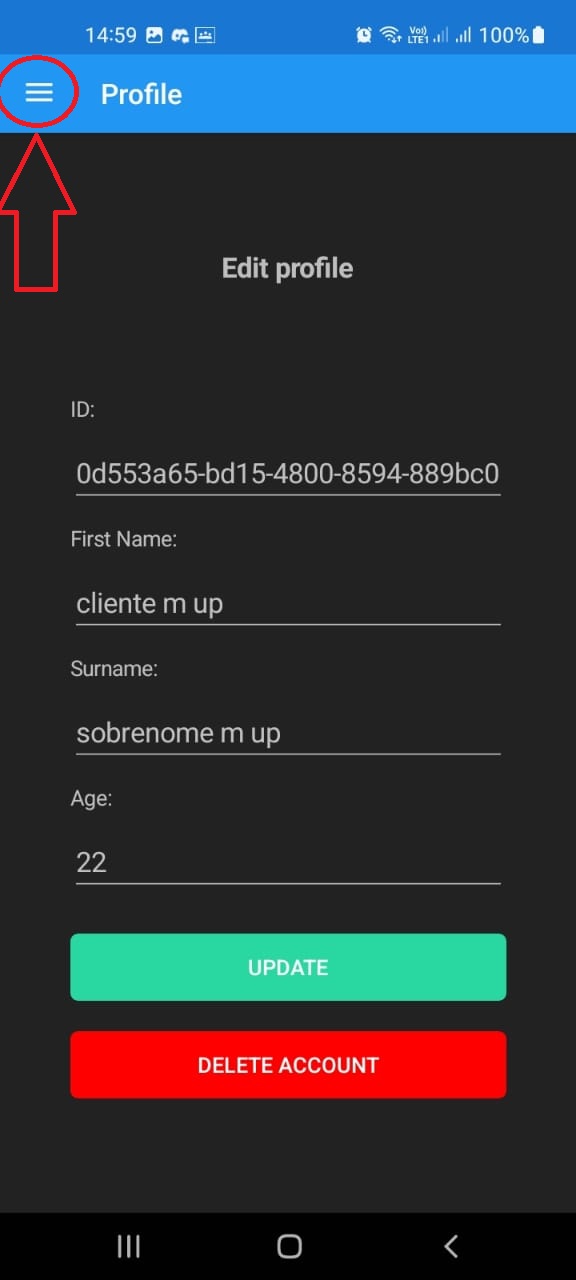 14:59 Vo)) LTE1 100%
Profile
Edit profile
ID:
0d553a65-bd15-4800-8594-889bc0
First Name:
cliente m up
Surname:
sobrenome m up
Age:
22
UPDATE
DELETE ACCOUNT